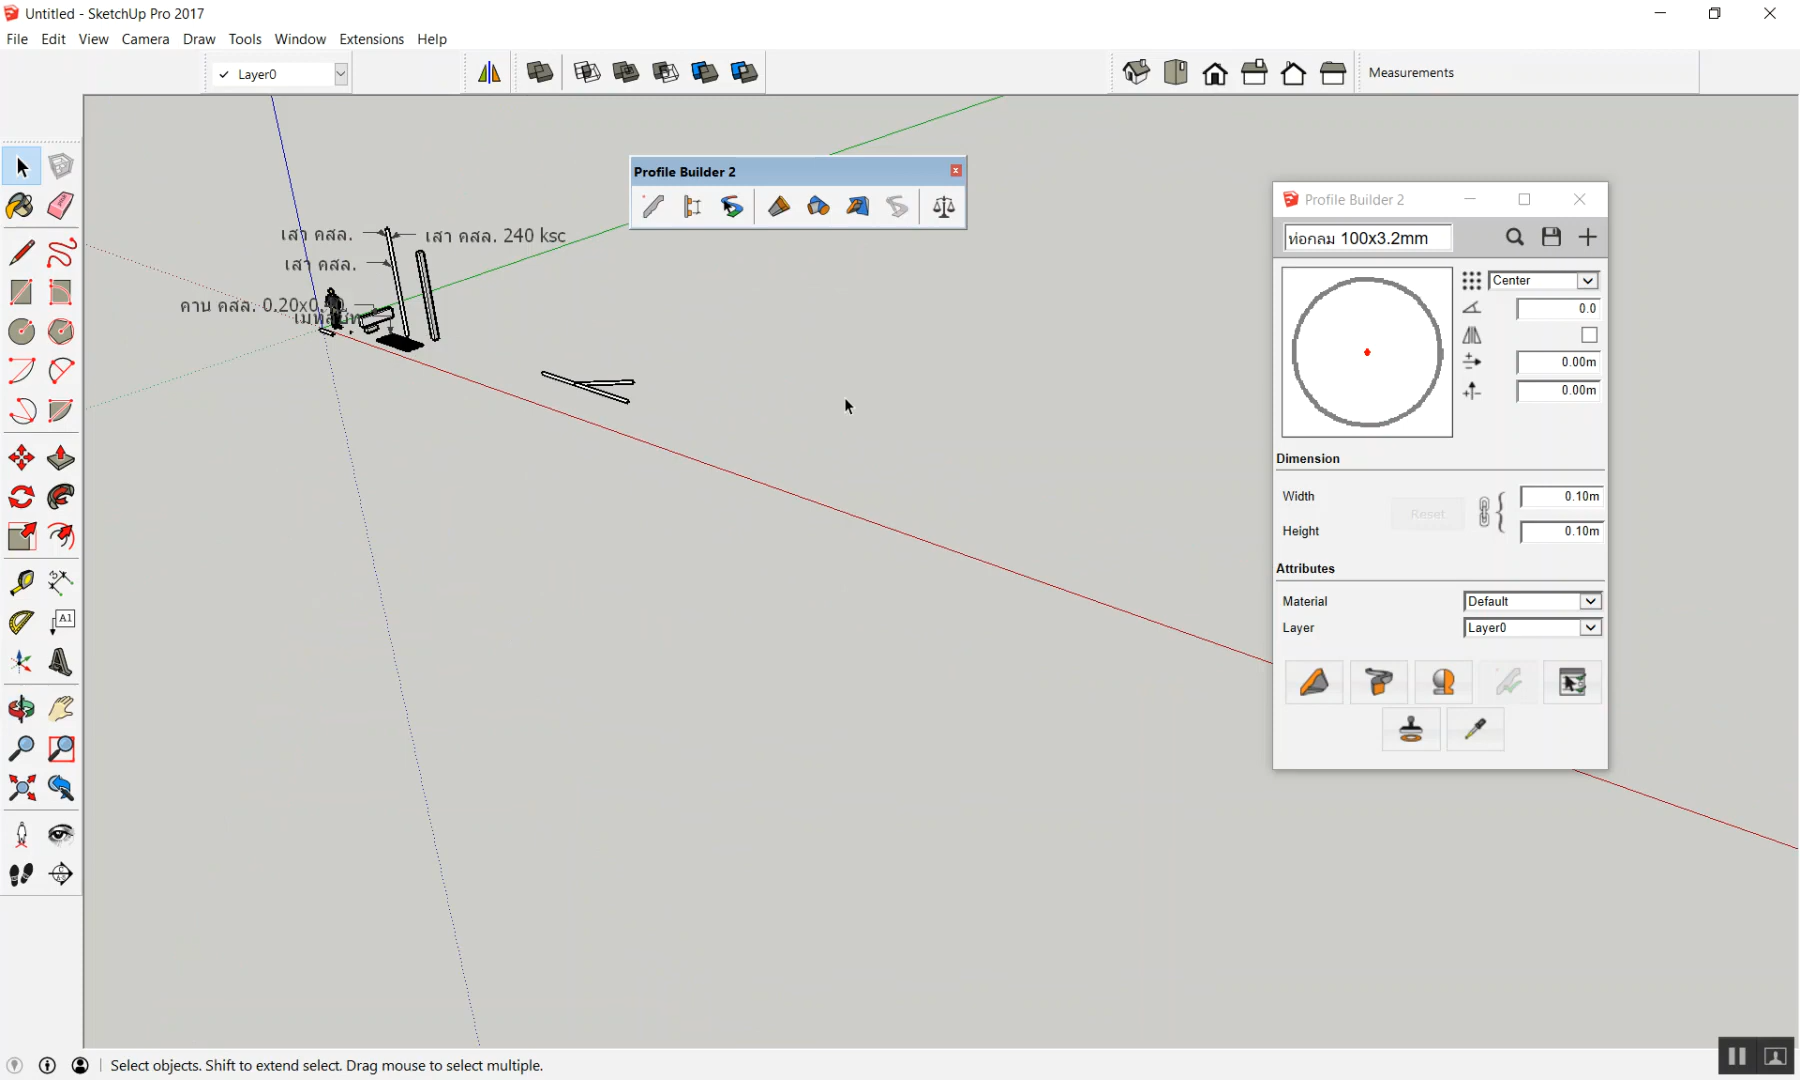 Untitled - SketchUp Pro 2017
File Edit View Camera Draw Tools Window Extensions Help
Layer0
Measurements
Profile Builder 2
Profile Builder 2
ท่อกลม 100x3.2mm
Center
0.0
0.00m
0.00m
Dimension
Width
0.10m
Reset
Height
0.10m
Attributes
Material
Default
Layer
Layer0
เสา คสล.
เสา คสล. 240 ksc
เสา คสล.
คาน คสล. 0.20x0.
A1
Select objects. Shift to extend select. Drag mouse to select multiple.